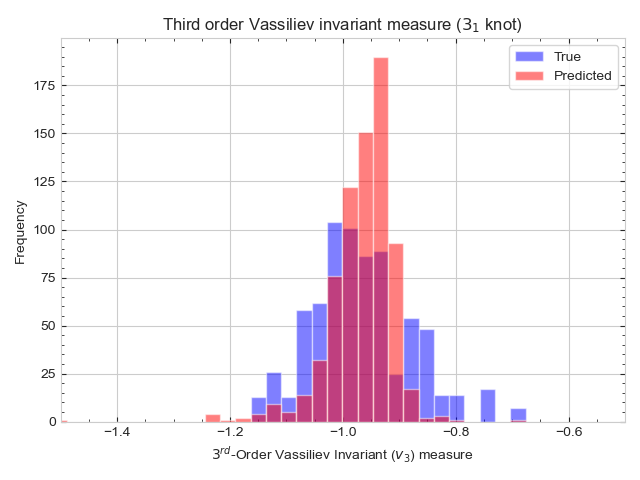 Third order Vassiliev invariant measure (3₁ knot)
True
Predicted
175
150
125
100
75
50
25
0
Frequency
−1.4 −1.2 −1.0 −0.8 −0.6
3ʳᵈ-Order Vassiliev Invariant (v₃) measure